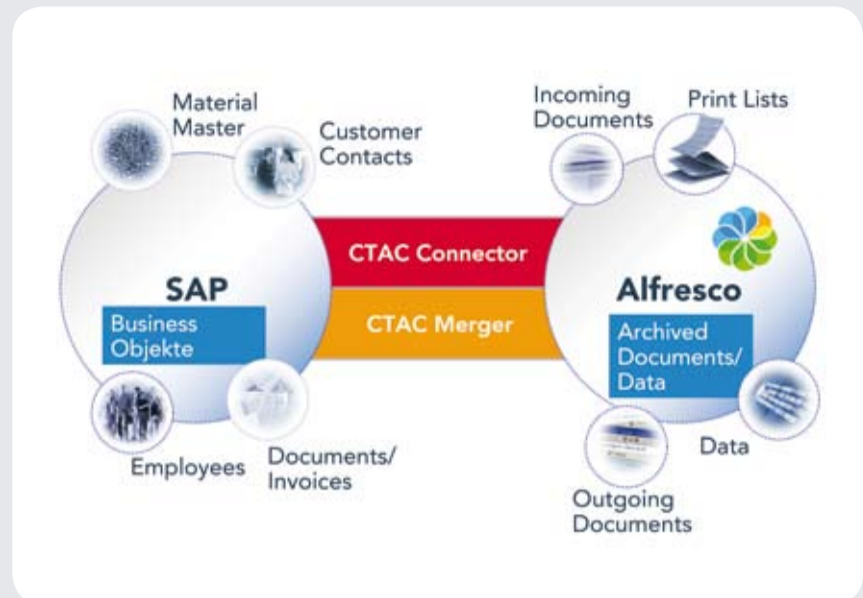 Material
Master
Customer
Contacts
Incoming
Documents
Print Lists
CTAC Connector
CTAC Merger
SAP
Business
Objekte
Alfresco
Archived
Documents/
Data
Employees
Documents/
Invoices
Data
Outgoing
Documents